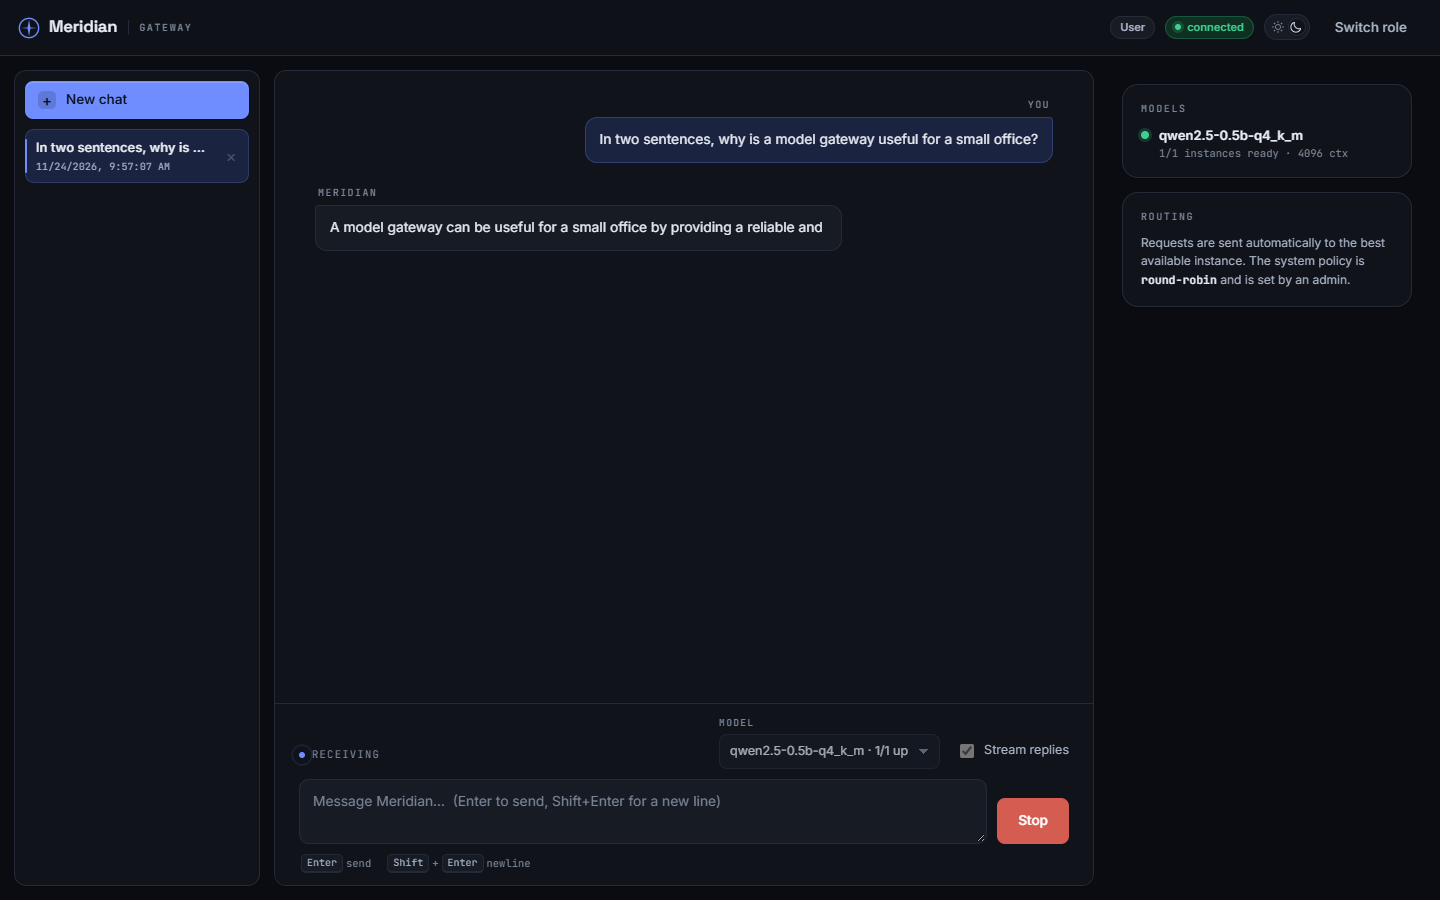 Meridian
GATEWAY
User
connected
Switch role
+ New chat
In two sentences, why is ...
11/24/2026, 9:57:07 AM
×
YOU
In two sentences, why is a model gateway useful for a small office?
MERIDIAN
A model gateway can be useful for a small office by providing a reliable and
RECEIVING
MODEL
qwen2.5-0.5b-q4_k_m · 1/1 up
Stream replies
Message Meridian... (Enter to send, Shift+Enter for a new line)
Stop
Enter send Shift + Enter newline
MODELS
qwen2.5-0.5b-q4_k_m
1/1 instances ready · 4096 ctx
ROUTING
Requests are sent automatically to the best
available instance. The system policy is
round-robin and is set by an admin.